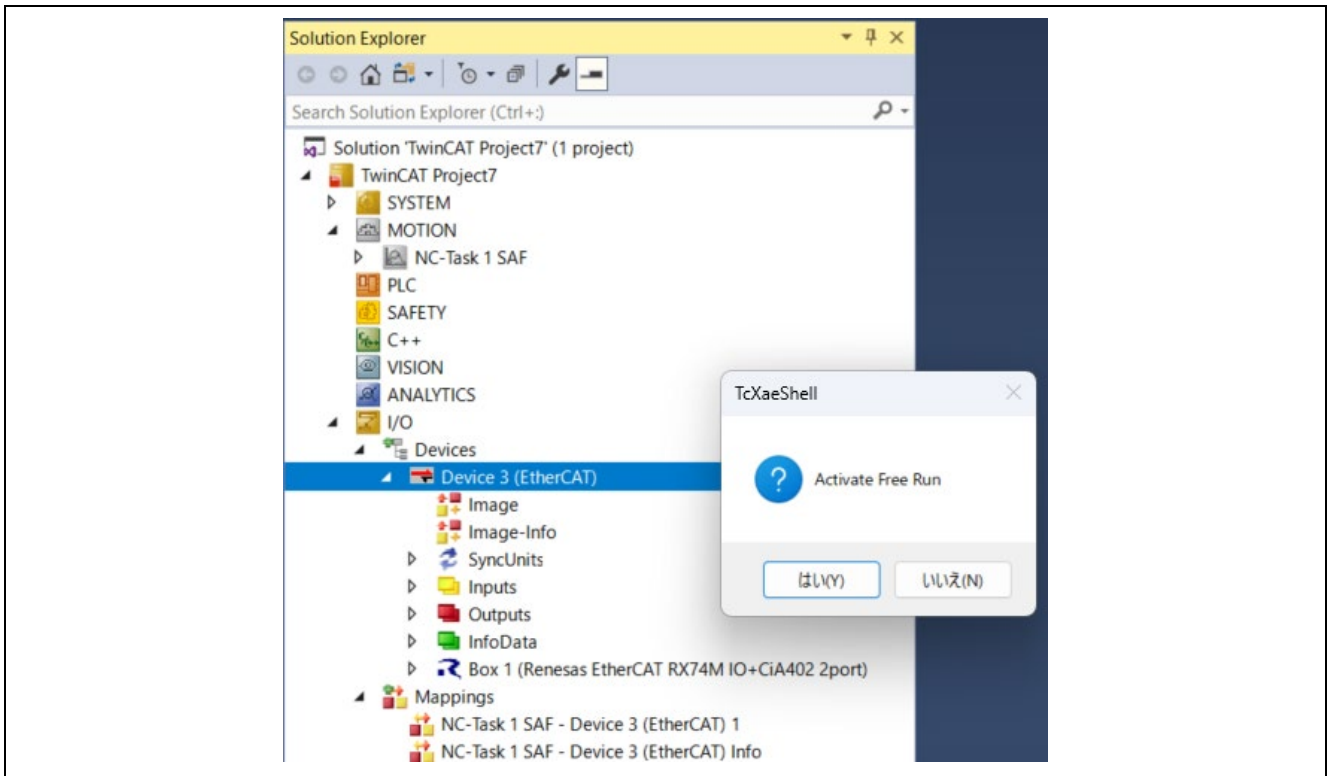 Solution Explorer
Search Solution Explorer (Ctrl+:)
Solution 'TwinCAT Project7' (1 project)
TwinCAT Project7
SYSTEM
MOTION
NC-Task 1 SAF
PLC
SAFETY
C++
VISION
ANALYTICS
I/O
Devices
Device 3 (EtherCAT)
Image
Image-Info
SyncUnits
Inputs
Outputs
InfoData
Box 1 (Renesas EtherCAT RX74M IO+CiA402 2port)
Mappings
NC-Task 1 SAF - Device 3 (EtherCAT) 1
NC-Task 1 SAF - Device 3 (EtherCAT) Info
TcXaeShell
Activate Free Run
はい(Y)
いいえ(N)